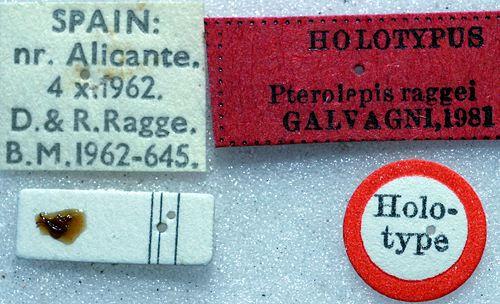 SPAIN:
nr. Alicante.
4 x.1962.
D. & R. Ragge.
B.M. 1962-645.
HOLOTYPUS
Pterolepis raggei
GALVAGNI, 1981
Holo-
type